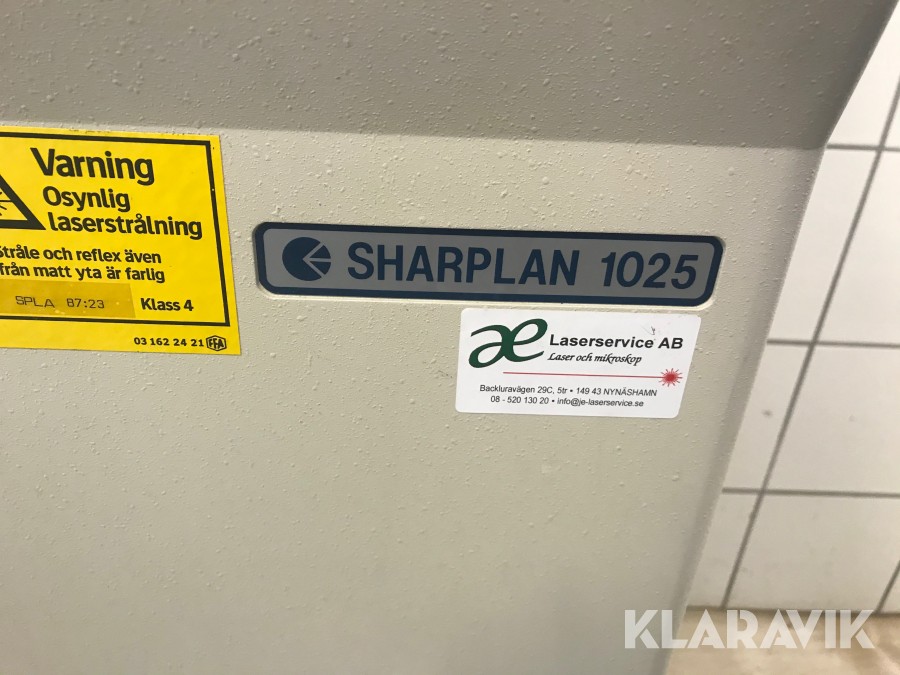 Varning
Osynlig
laserstrålning
Stråle och reflex även
från matt yta är farlig
SPLA 87:23 Klass 4
03 162 24 21 FFA
SHARPLAN 1025
Laserservice AB
Laser och mikroskop
Backluravägen 29C, 5tr • 149 43 NYNÄSHAMN
08 - 520 130 20 • info@je-laserservice.se
KLARAVIK